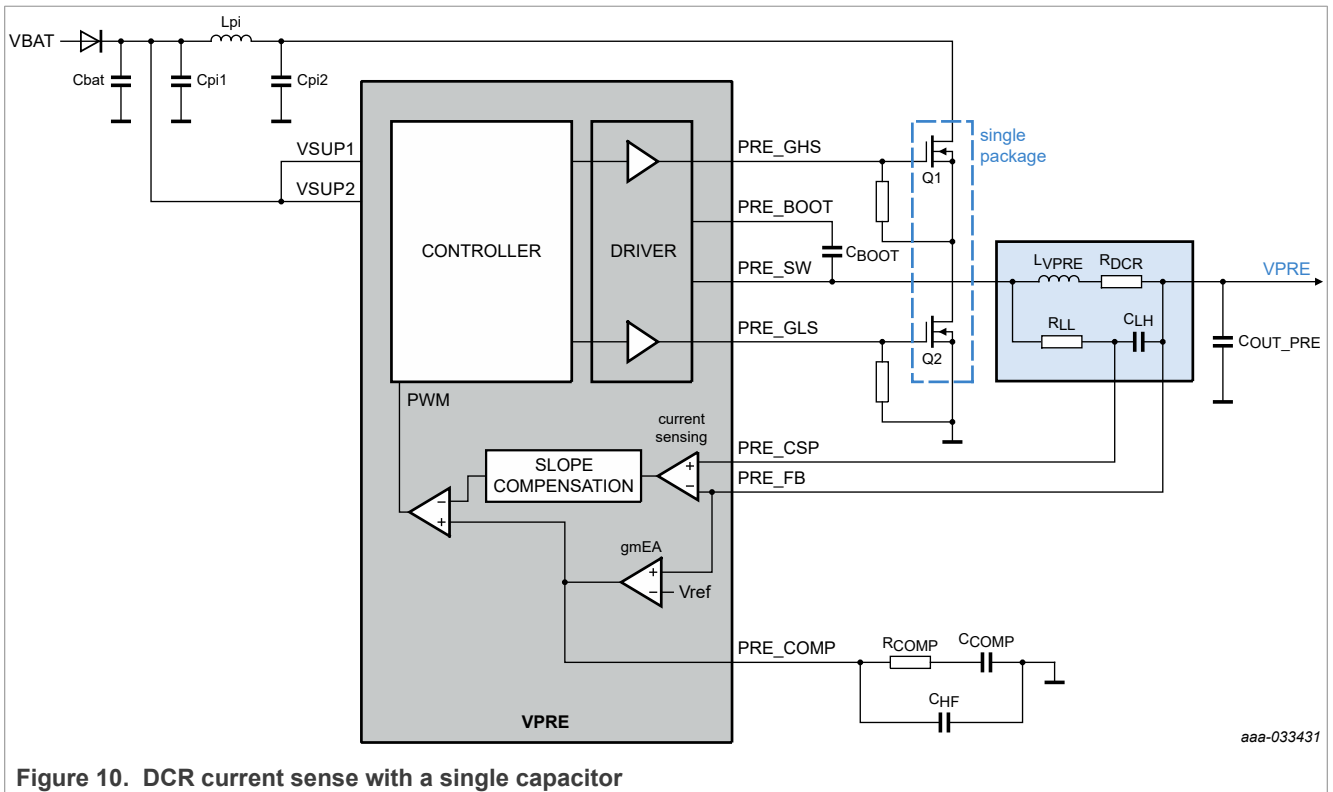 Lpi
VBAT
Cbat
Cpi1
Cpi2
VSUP1
VSUP2
CONTROLLER
DRIVER
PRE_GHS
PRE_BOOT
PRE_SW
PRE_GLS
CBOOT
Q1
Q2
single
package
LVPRE
RDCR
RLL
CLH
VPRE
COUT_PRE
PWM
current
sensing
SLOPE
COMPENSATION
+
−
−
+
PRE_CSP
PRE_FB
gmEA
+
− Vref
PRE_COMP
RCOMP
CCOMP
CHF
VPRE
aaa-033431
Figure 10. DCR current sense with a single capacitor